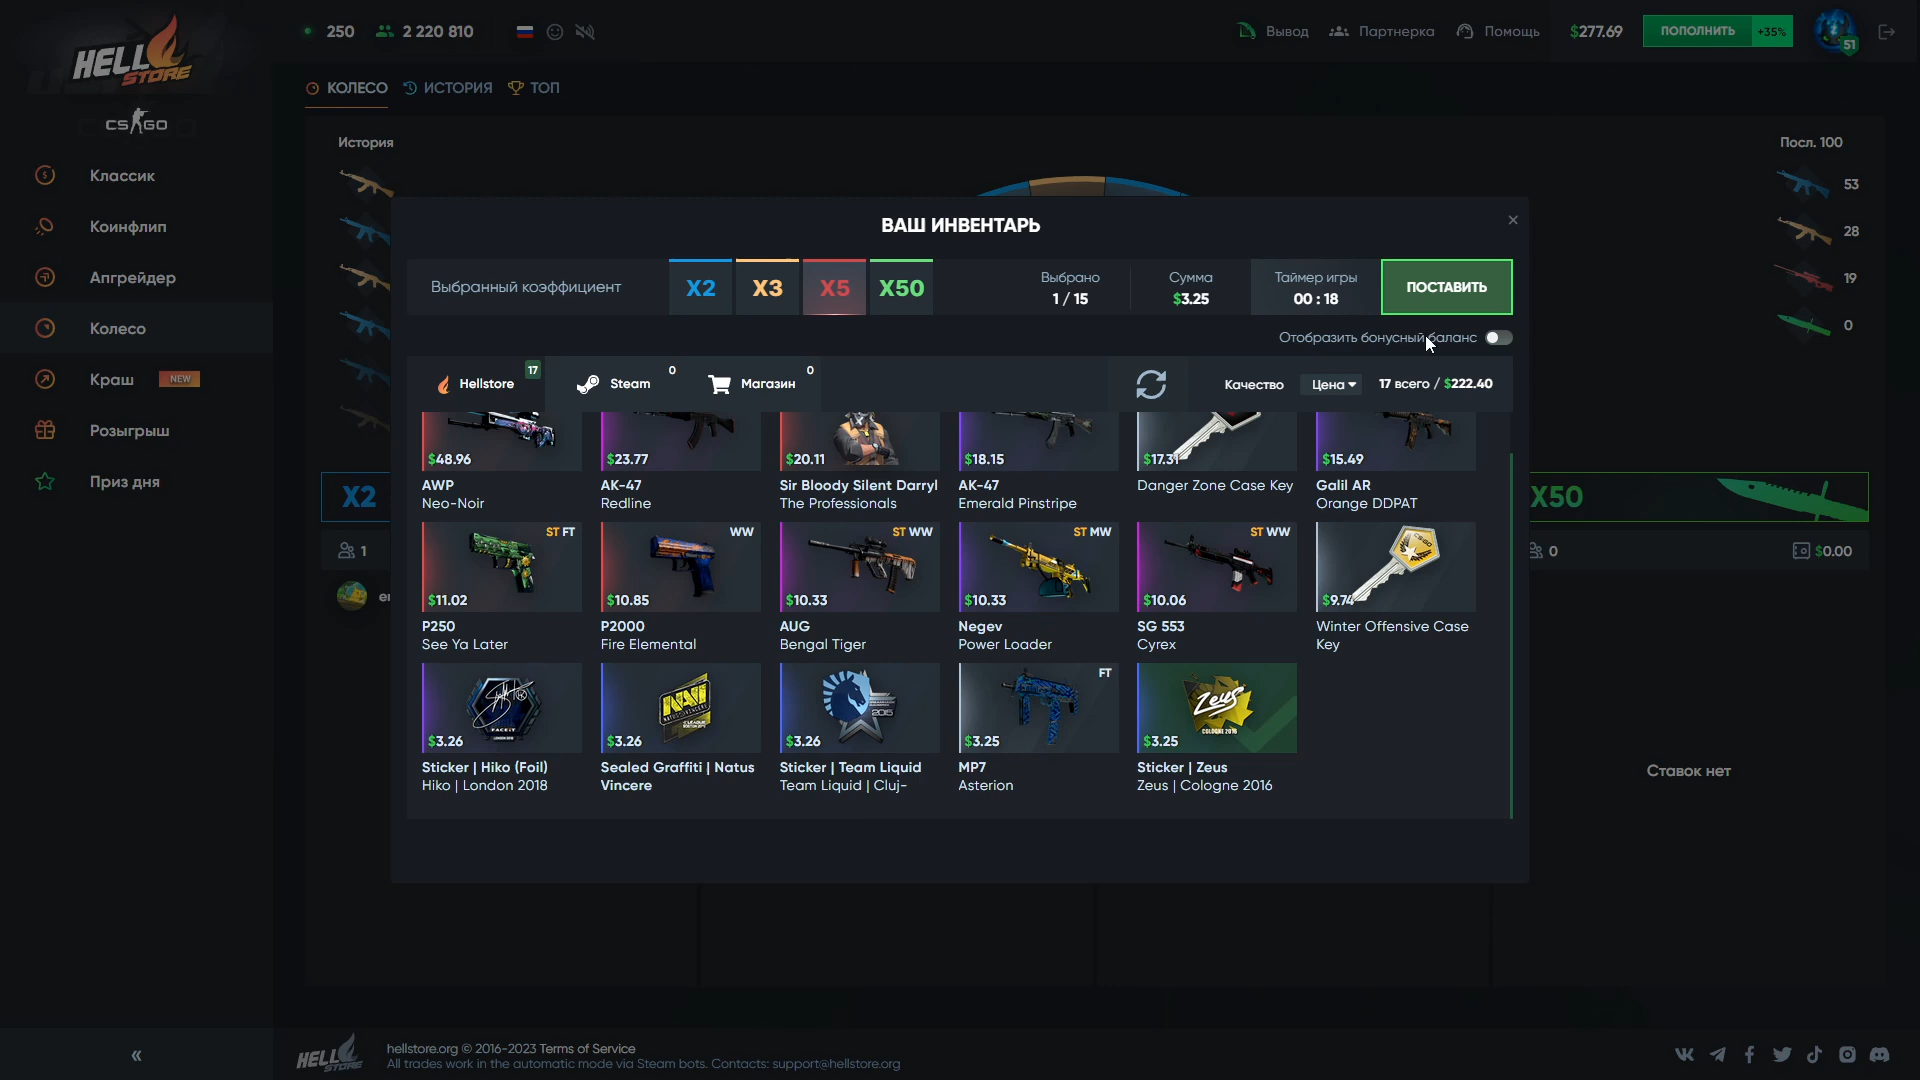 HELL STORE
250
2 220 810
Вывод
Партнерка
Помощь
$277.69
ПОПОЛНИТЬ
+35%
51
CS GO
КОЛЕСО
ИСТОРИЯ
ТОП
Классик
Коинфлип
Апгрейдер
Колесо
Краш
NEW
Розыгрыш
Приз дня
«
История
Посл. 100
53
28
19
0
ВАШ ИНВЕНТАРЬ
Выбранный коэффициент
X2
X3
X5
X50
Выбрано
1 / 15
Сумма
$3.25
Таймер игры
00 : 18
ПОСТАВИТЬ
Отобразить бонусный баланс
Hellstore
17
Steam
0
Магазин
0
Качество
Цена
17 всего / $222.40
$48.96
AWP
Neo-Noir
$23.77
AK-47
Redline
$20.11
Sir Bloody Silent Darryl
The Professionals
$18.15
AK-47
Emerald Pinstripe
$17.31
Danger Zone Case Key
$15.49
Galil AR
Orange DDPAT
ST FT
$11.02
P250
See Ya Later
WW
$10.85
P2000
Fire Elemental
ST WW
$10.33
AUG
Bengal Tiger
ST MW
$10.33
Negev
Power Loader
ST WW
$10.06
SG 553
Cyrex
$9.74
Winter Offensive Case
Key
$3.26
Sticker | Hiko (Foil)
Hiko | London 2018
NAVI
$3.26
Sealed Graffiti | Natus
Vincere
2015
$3.26
Sticker | Team Liquid
Team Liquid | Cluj-
FT
$3.25
MP7
Asterion
Zeus
COLOGNE 2016
$3.25
Sticker | Zeus
Zeus | Cologne 2016
X2
1
X50
0
$0.00
Ставок нет
HELL STORE
hellstore.org © 2016-2023 Terms of Service
All trades work in the automatic mode via Steam bots. Contacts: support@hellstore.org